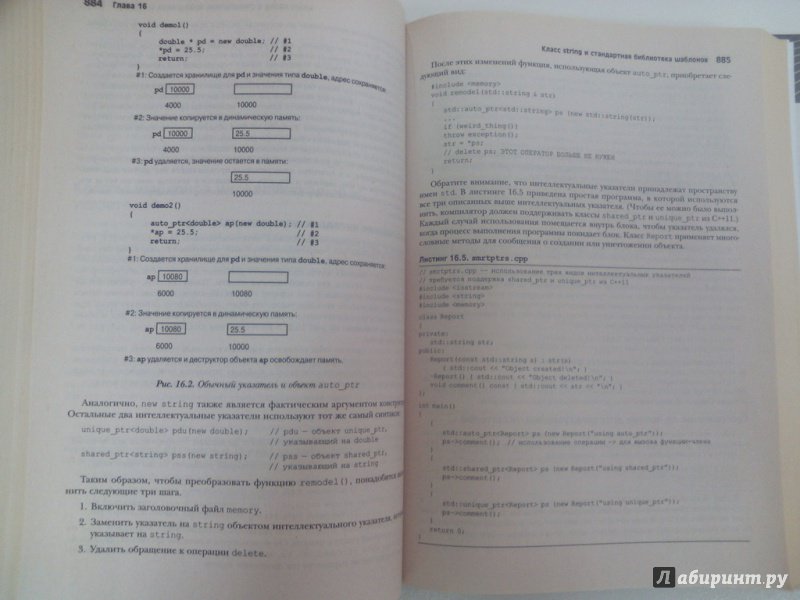 884 Глава 16
void demo1()
{
double * pd = new double; // #1
*pd = 25.5; // #2
return; // #3
}
#1: Создается хранилище для pd и значения типа double, адрес сохраняется:
pd 10000
4000 10000
#2: Значение копируется в динамическую память:
pd 10000 25.5
4000 10000
#3: pd удаляется, значение остается в памяти:
25.5
10000
void demo2()
{
auto_ptr<double> ap(new double); // #1
*ap = 25.5; // #2
return; // #3
}
#1: Создается хранилище для pd и значения типа double, адрес сохраняется:
ap 10080
6000 10080
#2: Значение копируется в динамическую память:
ap 10080 25.5
6000 10080
#3: ap удаляется и деструктор объекта ap освобождает память.
Рис. 16.2. Обычный указатель и объект auto_ptr
Аналогично, new string также является фактическим аргументом
Остальные два интеллектуальные указатели используют тот же самый синтаксис:
unique_ptr<double> pdu(new double); // pdu — объект unique_ptr,
// указывающий на double
shared_ptr<string> pss(new string); // pss — объект shared_ptr,
// указывающий на string
Таким образом, чтобы преобразовать функцию remodel(), понадобится
нить следующие три шага.
1. Включить заголовочный файл memory.
2. Заменить указатель на string объектом интеллектуального указателя,
указывает на string.
3. Удалить обращение к операции delete.
Класс string и стандартная библиотека шаблонов 885
После этих изменений функция, использующая объект auto_ptr, приобретает сле-
дующий вид:
#include <memory>
void remodel(std::string & str)
{
std::auto_ptr<std::string> ps (new std::string(str));
...
if (weird_thing())
throw exception();
str = *ps;
// delete ps; ЭТОТ ОПЕРАТОР БОЛЬШЕ НЕ НУЖЕН
return;
}
Обратите внимание, что интеллектуальные указатели принадлежат пространству
имен std. В листинге 16.5 приведена простая программа, в которой используются
все три описанных выше интеллектуальных указателя. (Чтобы ее можно было выпол-
нить, компилятор должен поддерживать классы shared_ptr и unique_ptr из C++11.)
Каждый случай использования помещается внутрь блока, чтобы указатель удалялся,
когда процесс выполнения программы покидает блок. Класс Report применяет много-
словные методы для сообщения о создании или уничтожении объекта.
Листинг 16.5. smrtptrs.cpp
// smrtptrs.cpp -- использование трех видов интеллектуальных указателей
// требуется поддержка shared_ptr и unique_ptr из C++11
#include <iostream>
#include <string>
#include <memory>
class Report
{
private:
std::string str;
public:
Report(const std::string s) : str(s)
{ std::cout << "Object created!\n"; }
~Report() { std::cout << "Object deleted!\n"; }
void comment() const { std::cout << str << "\n"; }
};
int main()
{
{
std::auto_ptr<Report> ps (new Report("using auto_ptr"));
ps->comment(); // использование операции -> для вызова функции-члена
}
{
std::shared_ptr<Report> ps (new Report("using shared_ptr"));
ps->comment();
}
{
std::unique_ptr<Report> ps (new Report("using unique_ptr"));
ps->comment();
}
return 0;
}
Лабиринт.ру